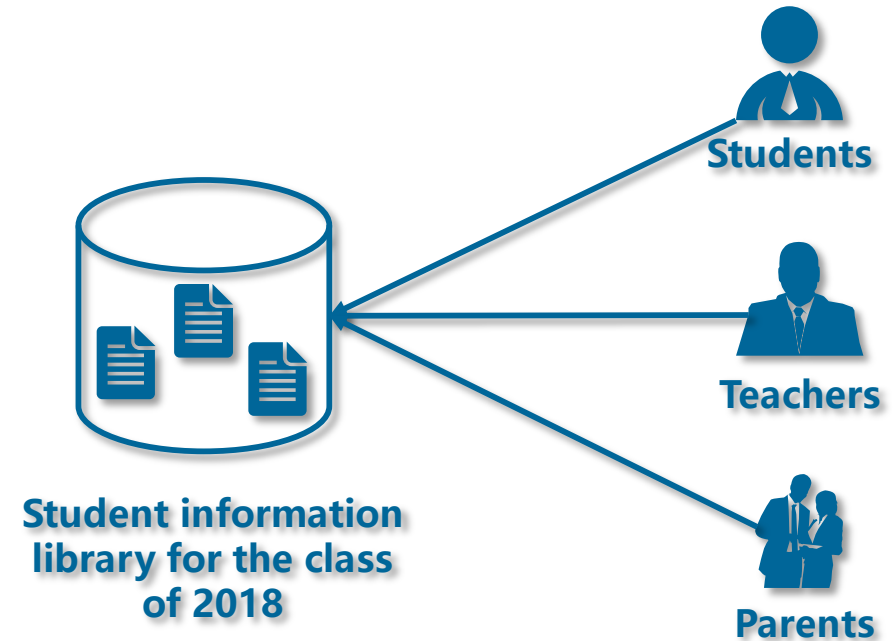 Students
Teachers
Student information
library for the class
of 2018
Parents